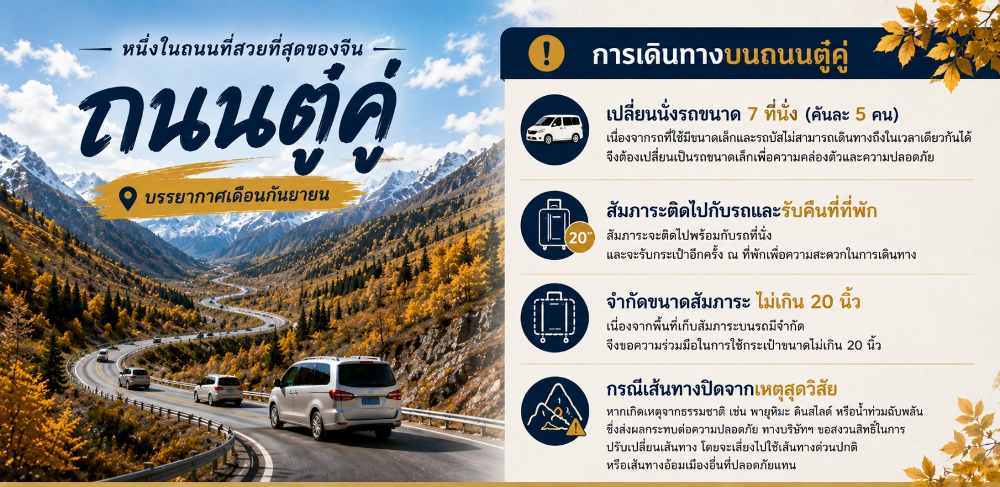 หนึ่งในถนนที่สวยที่สุดของจีน
ถนนตู๋คู่
บรรยากาศเดือนกันยายน
! การเดินทางบนถนนตู๋คู่
เปลี่ยนนั่งรถขนาด 7 ที่นั่ง (คันละ 5 คน)
เนื่องจากรถที่ใช้มีขนาดเล็กและรถบัสไม่สามารถเดินทางถึงในเวลาเดียวกันได้
จึงต้องเปลี่ยนเป็นรถขนาดเล็กเพื่อความคล่องตัวและความปลอดภัย
20"
สัมภาระติดไปกับรถและรับคืนที่ที่พัก
สัมภาระจะติดไปพร้อมกับรถที่นั่ง
และจะรับกระเป๋าอีกครั้ง ณ ที่พักเพื่อความสะดวกในการเดินทาง
จำกัดขนาดสัมภาระ ไม่เกิน 20 นิ้ว
เนื่องจากพื้นที่เก็บสัมภาระบนรถมีจำกัด
จึงขอความร่วมมือในการใช้กระเป๋าขนาดไม่เกิน 20 นิ้ว
กรณีเส้นทางปิดจากเหตุสุดวิสัย
หากเกิดเหตุจากธรรมชาติ เช่น พายุหิมะ ดินสไลด์ หรือน้ำท่วมฉับพลัน
ซึ่งส่งผลกระทบต่อความปลอดภัย ทางบริษัทฯ ขอสงวนสิทธิ์ในการ
ปรับเปลี่ยนเส้นทาง โดยจะเลี่ยงไปใช้เส้นทางด่วนปกติ
หรือเส้นทางอ้อมเมืองอื่นที่ปลอดภัยแทน